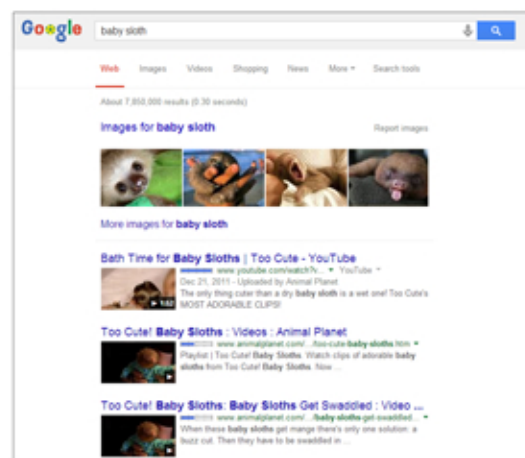 Google
baby sloth
Web Images Videos Shopping News More Search tools
About 7,850,000 results (0.30 seconds)
Images for baby sloth Report images
More images for baby sloth
Bath Time for Baby Sloths | Too Cute - YouTube
www.youtube.com/watch?v... YouTube
1:52
Dec 21, 2011 - Uploaded by Animal Planet
The only thing cuter than a dry baby sloth is a wet one! Too Cute's
MOST ADORABLE CLIPS!
Too Cute! Baby Sloths : Videos : Animal Planet
www.animalplanet.com/.../too-cute-baby-sloths.htm
Playlist | Too Cute! Baby Sloths. Watch clips of adorable baby
sloths from Too Cute! Baby Sloths. Now ...
Too Cute! Baby Sloths: Baby Sloths Get Swaddled : Video ...
www.animalplanet.com/.../baby-sloths-get-swaddled...
When these baby sloths get mange there's only one solution: a
buzz cut. Then they have to be swaddled in ...